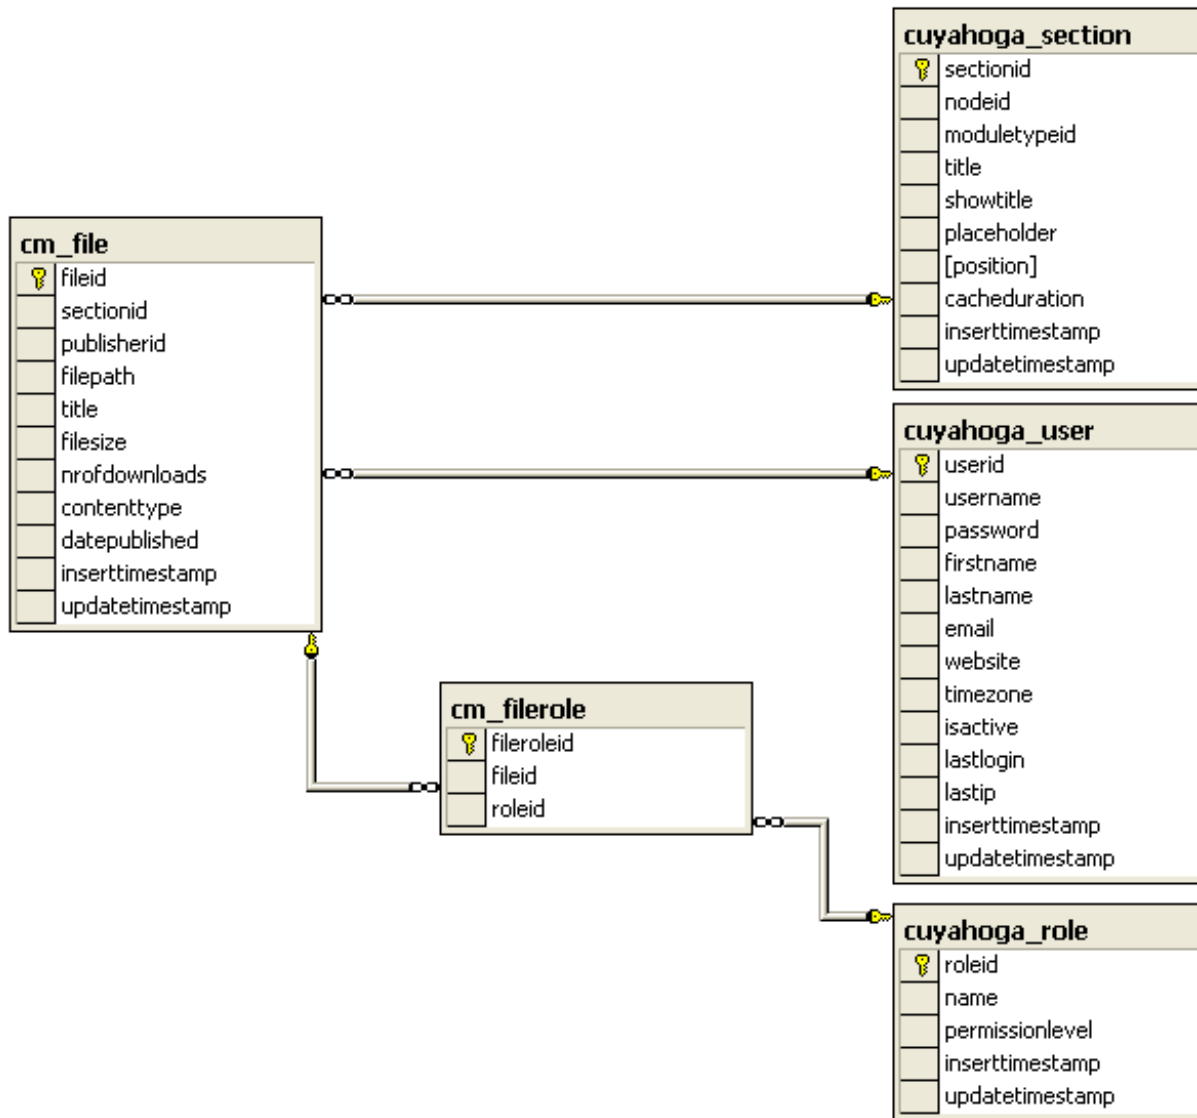 cuyahoga_section
sectionid
nodeid
moduletypeid
title
showtitle
placeholder
[position]
cacheduration
inserttimestamp
updatetimestamp
cm_file
fileid
sectionid
publisherid
filepath
title
filesize
nrofdownloads
contenttype
datepublished
inserttimestamp
updatetimestamp
cuyahoga_user
userid
username
password
firstname
lastname
email
website
timezone
isactive
lastlogin
lastip
inserttimestamp
updatetimestamp
cm_filerole
fileroleid
fileid
roleid
cuyahoga_role
roleid
name
permissionlevel
inserttimestamp
updatetimestamp